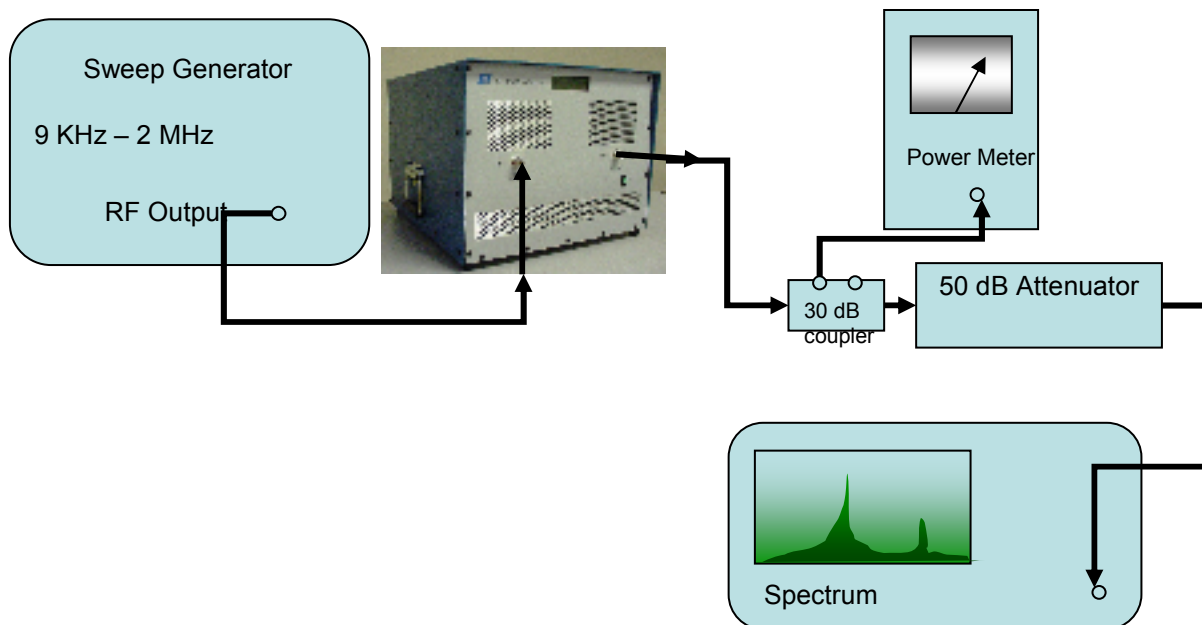 Sweep Generator
9 KHz – 2 MHz
RF Output
Power Meter
30 dB
coupler
50 dB Attenuator
Spectrum